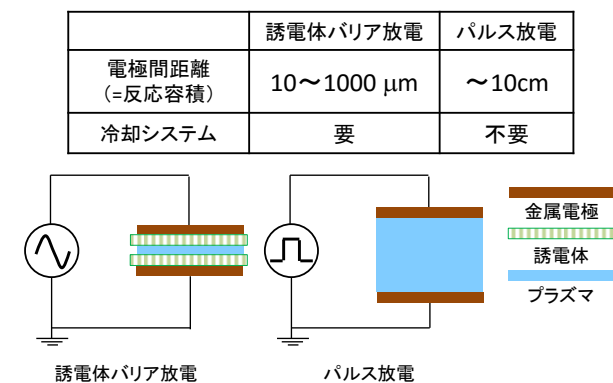 誘電体バリア放電 パルス放電
電極間距離
(=反応容積)
10～1000 μm ～10cm
冷却システム 要 不要
金属電極
誘電体
プラズマ
誘電体バリア放電 パルス放電